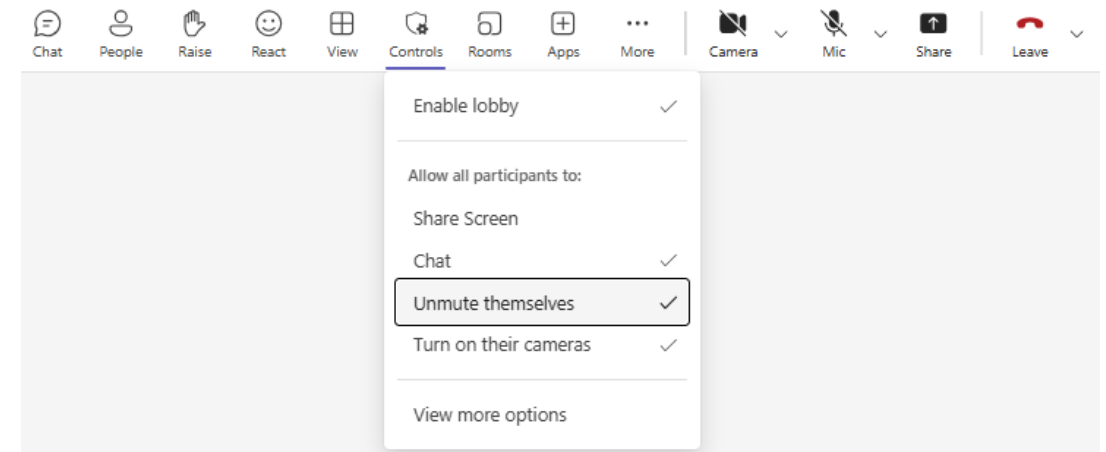 Chat People Raise React View Controls Rooms Apps More Camera Mic Share Leave
Enable lobby
Allow all participants to:
Share Screen
Chat
Unmute themselves
Turn on their cameras
View more options